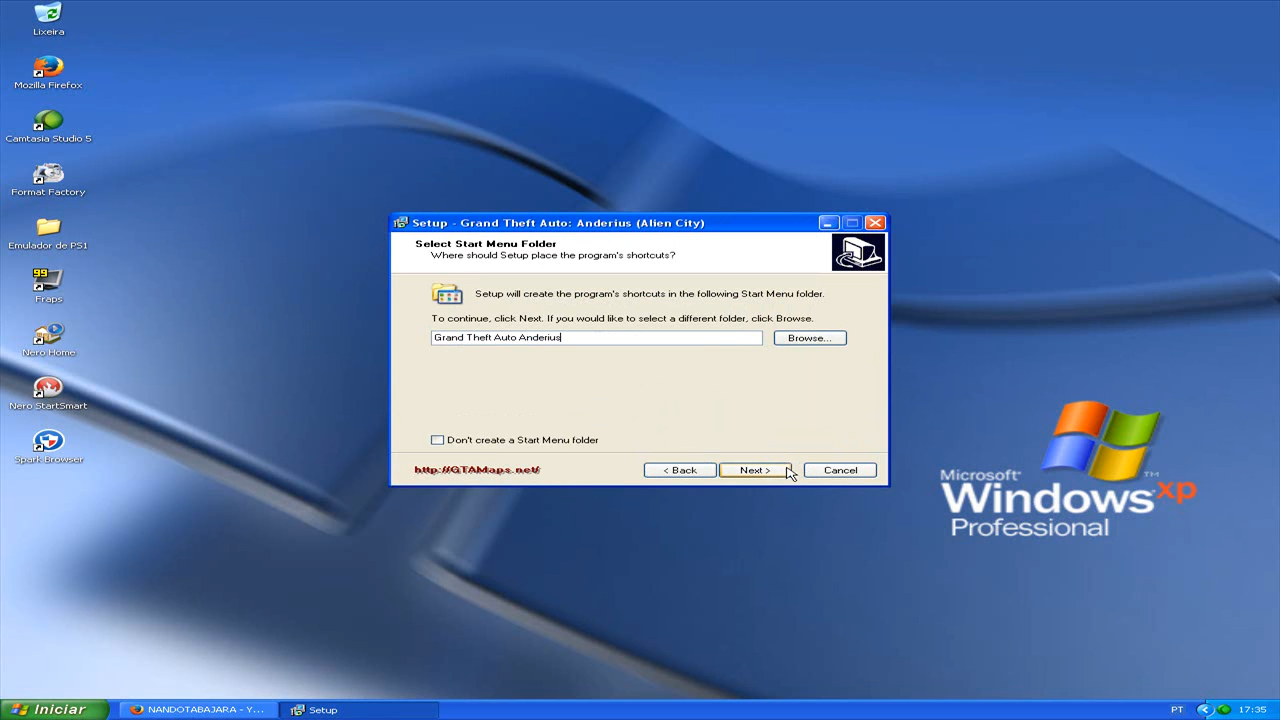 Lixeira
Mozilla Firefox
Camtasia Studio 5
Format Factory
Emulador de PS1
99
Fraps
Nero Home
Nero StartSmart
Spark Browser
Setup - Grand Theft Auto: Anderius (Alien City)
Select Start Menu Folder
Where should Setup place the program's shortcuts?
Setup will create the program's shortcuts in the following Start Menu folder.
To continue, click Next. If you would like to select a different folder, click Browse.
Grand Theft Auto Anderius
Browse...
Don't create a Start Menu folder
http://GTAMaps.net/
< Back
Next >
Cancel
Microsoft
Windows xp
TM
Professional
Iniciar
NANDOTABAJARA - Y...
Setup
PT
17:35